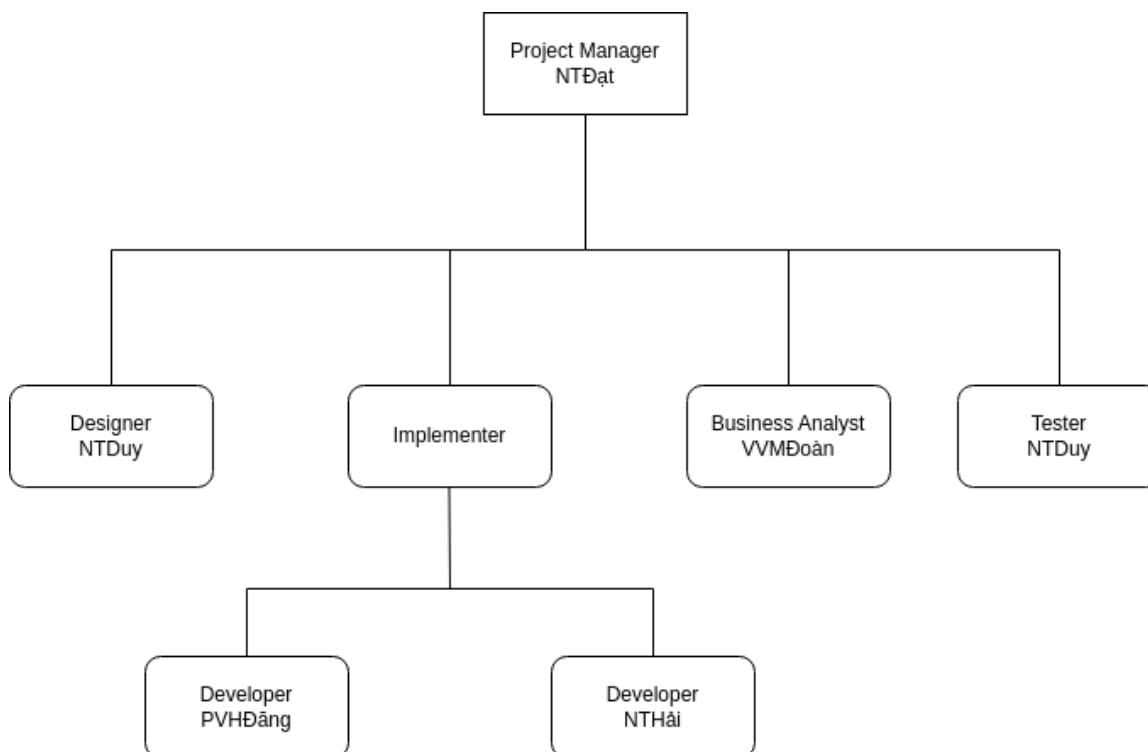 Project Manager
NTĐạt
Designer
NTDuy
Implementer
Business Analyst
VVMĐoàn
Tester
NTDuy
Developer
PVHĐăng
Developer
NTHải